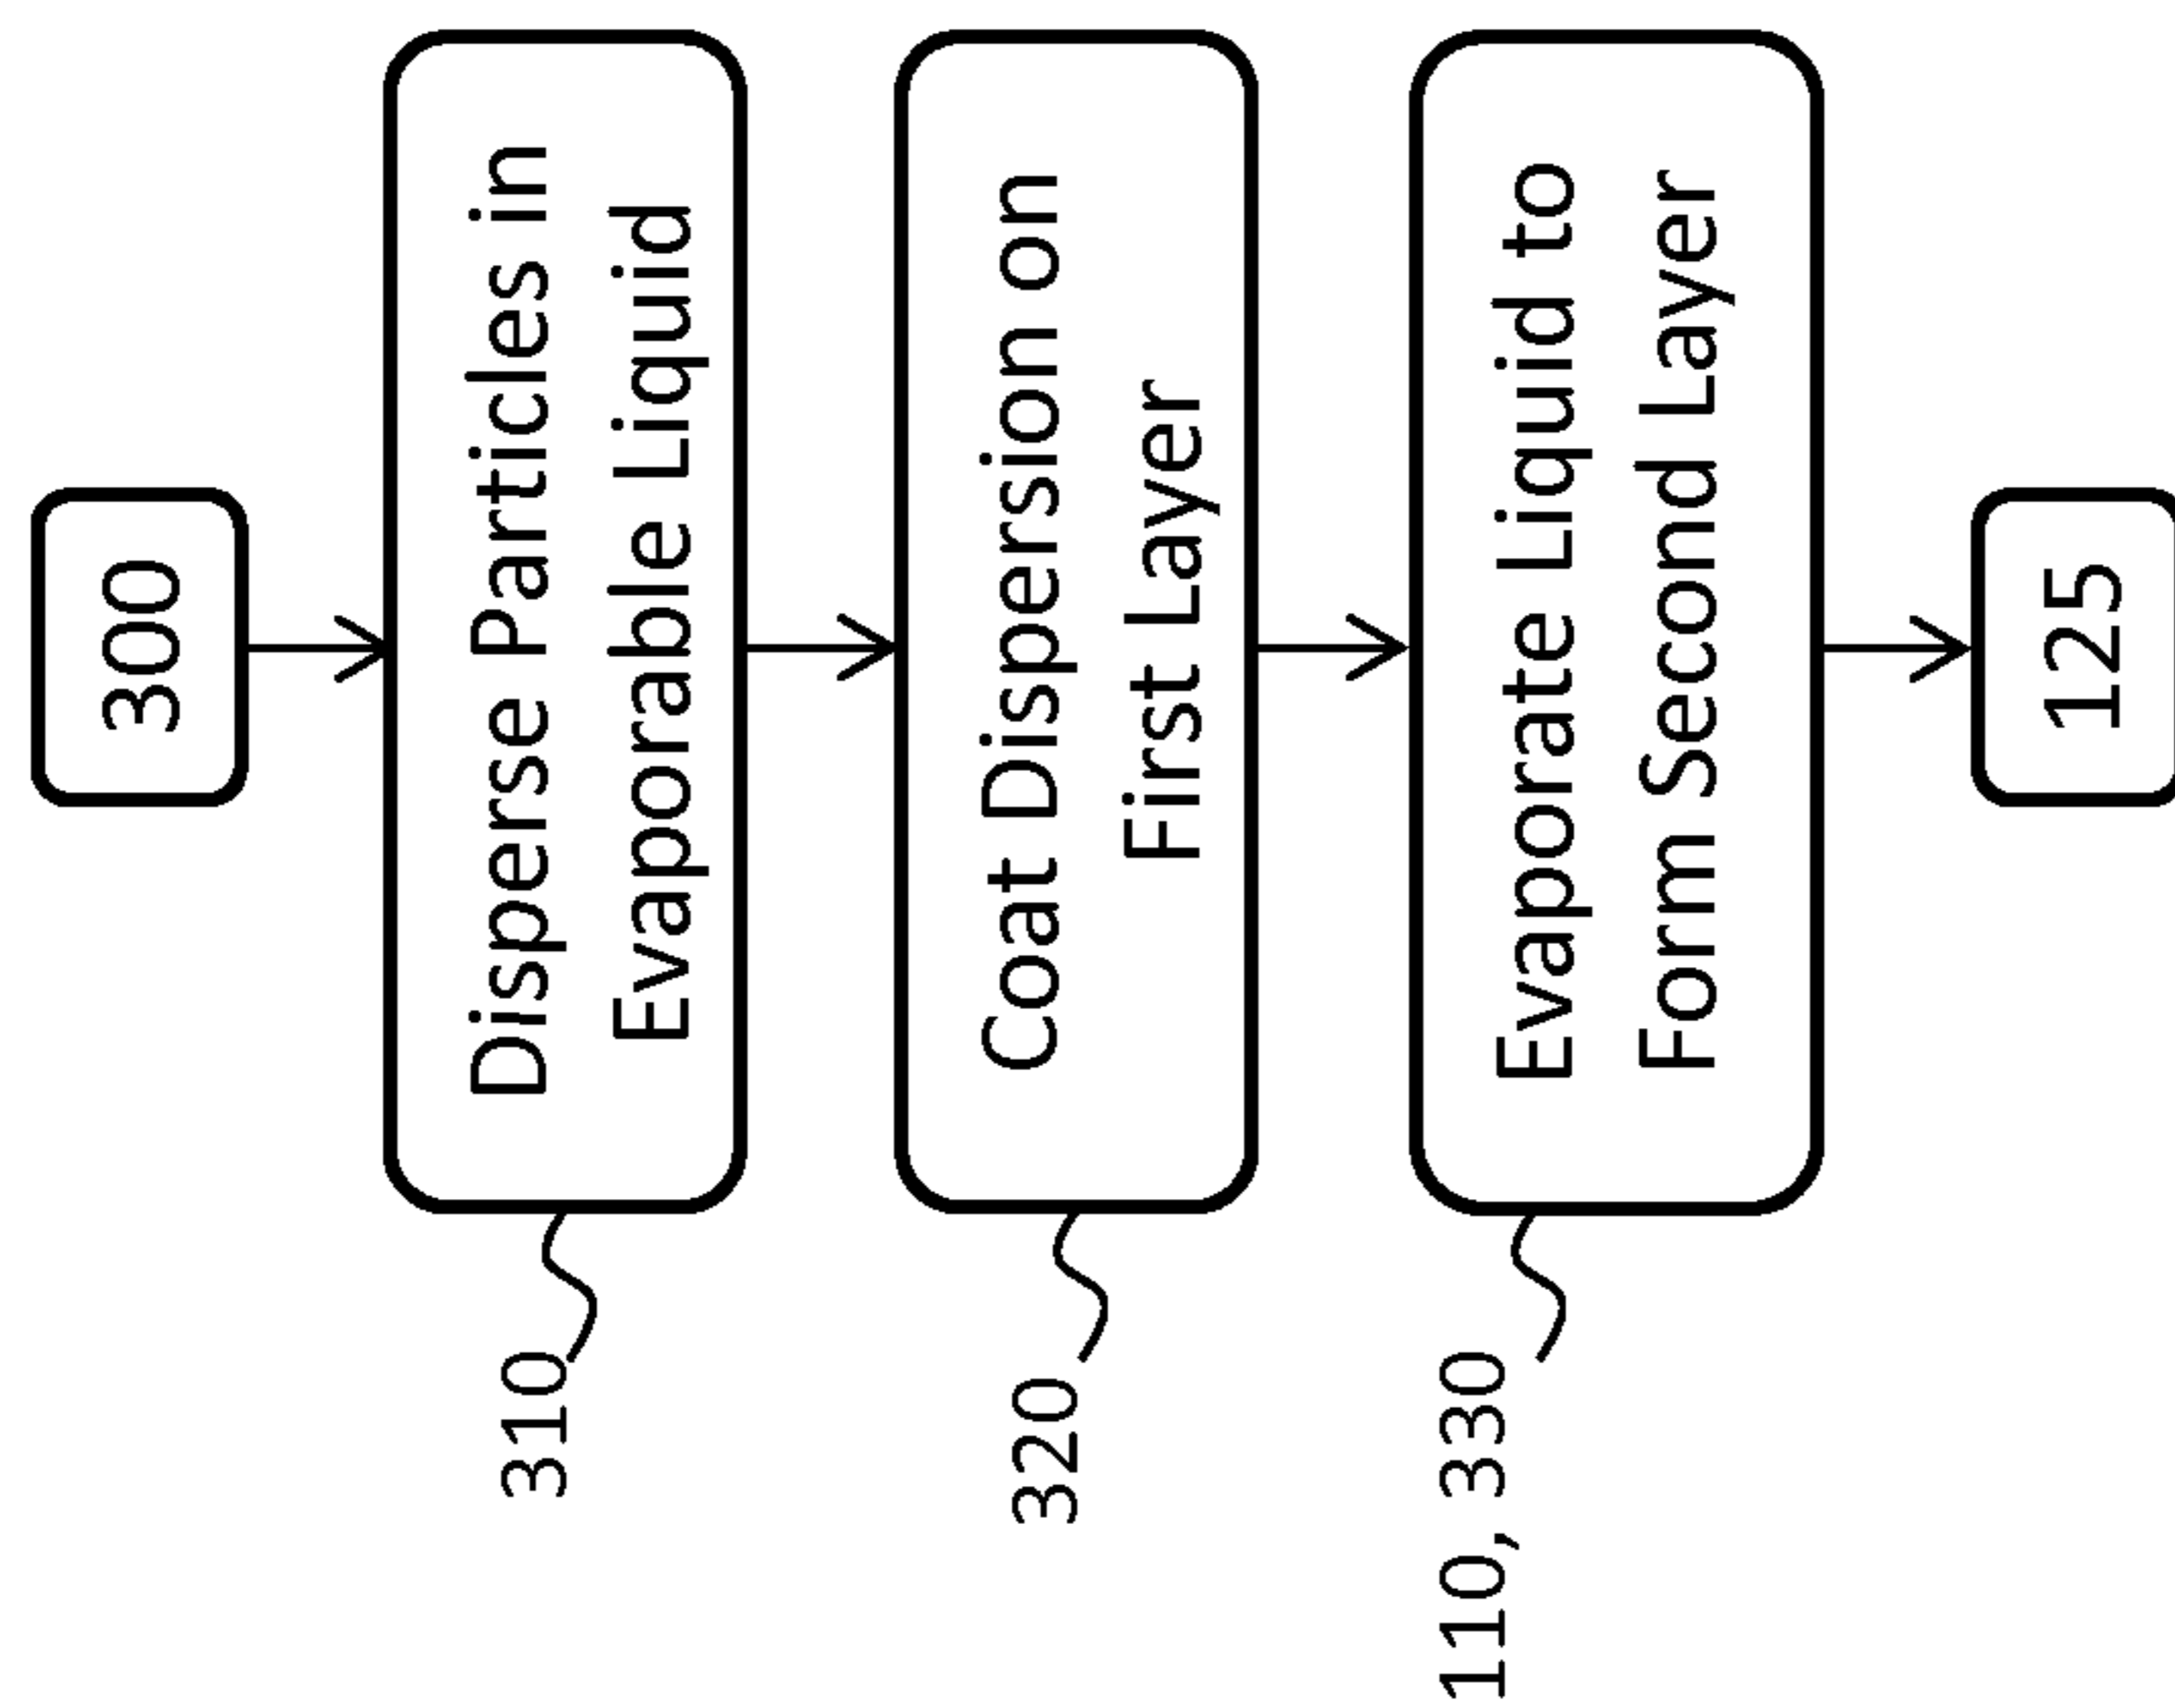 300
Disperse Particles in
Evaporable Liquid
310
Coat Dispersion on
First Layer
320
Evaporate Liquid to
Form Second Layer
110, 330
125